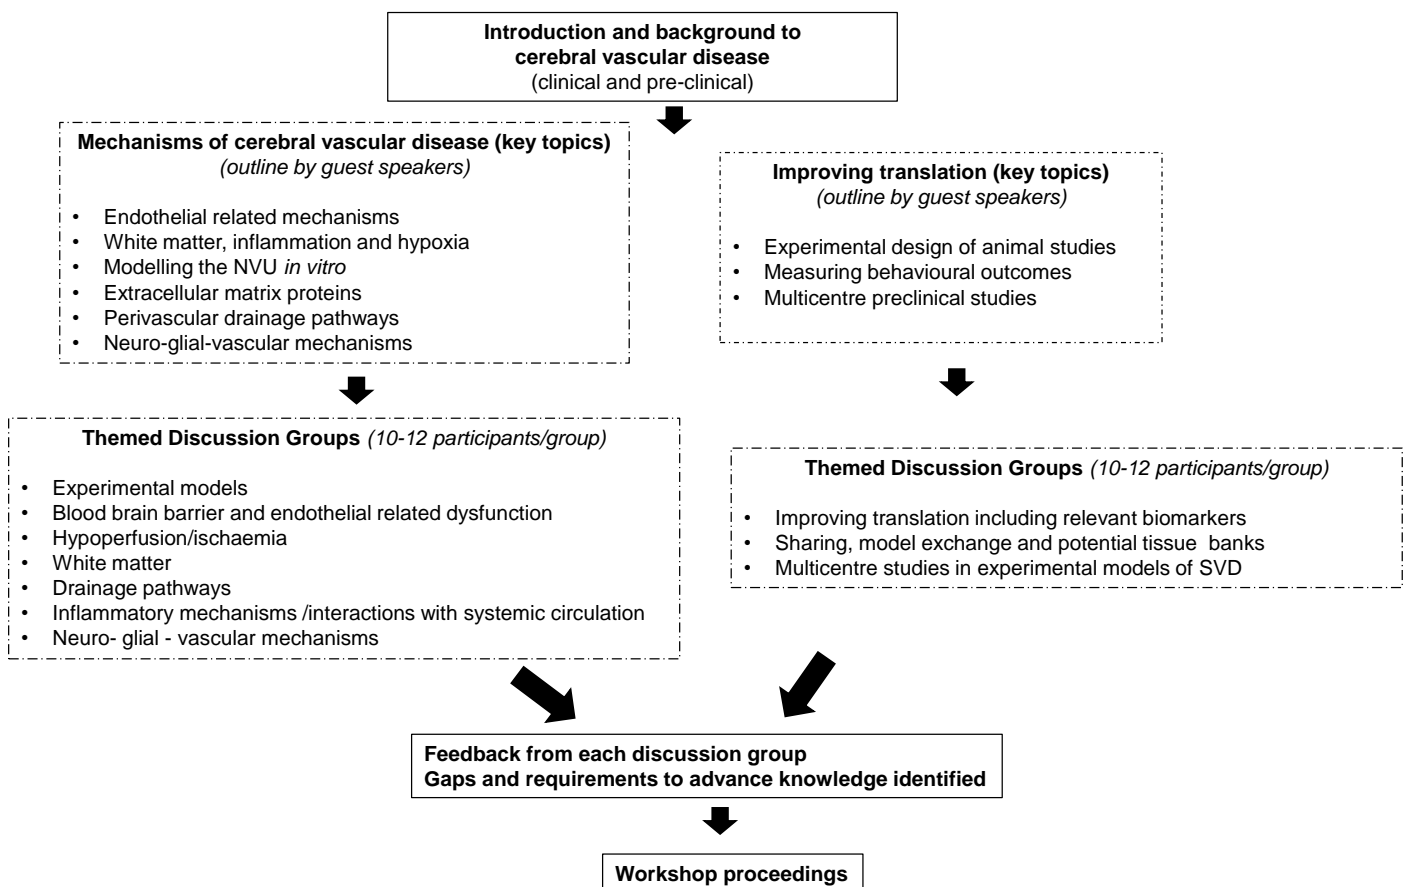 Introduction and background to
cerebral vascular disease
(clinical and pre-clinical)
Mechanisms of cerebral vascular disease (key topics)
(outline by guest speakers)
• Endothelial related mechanisms
• White matter, inflammation and hypoxia
• Modelling the NVU in vitro
• Extracellular matrix proteins
• Perivascular drainage pathways
• Neuro-glial-vascular mechanisms
Improving translation (key topics)
(outline by guest speakers)
• Experimental design of animal studies
• Measuring behavioural outcomes
• Multicentre preclinical studies
Themed Discussion Groups (10-12 participants/group)
• Experimental models
• Blood brain barrier and endothelial related dysfunction
• Hypoperfusion/ischaemia
• White matter
• Drainage pathways
• Inflammatory mechanisms /interactions with systemic circulation
• Neuro- glial - vascular mechanisms
Themed Discussion Groups (10-12 participants/group)
• Improving translation including relevant biomarkers
• Sharing, model exchange and potential tissue banks
• Multicentre studies in experimental models of SVD
Feedback from each discussion group
Gaps and requirements to advance knowledge identified
Workshop proceedings